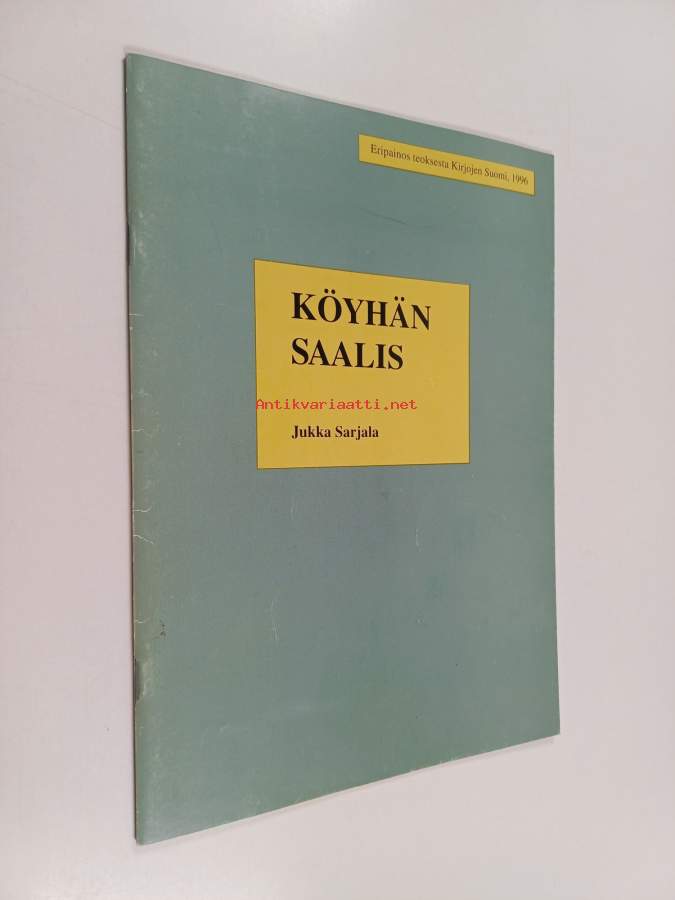 Eripainos teoksesta Kirjojen Suomi, 1996
KÖYHÄN
SAALIS
Antikvariaatti.net
Jukka Sarjala